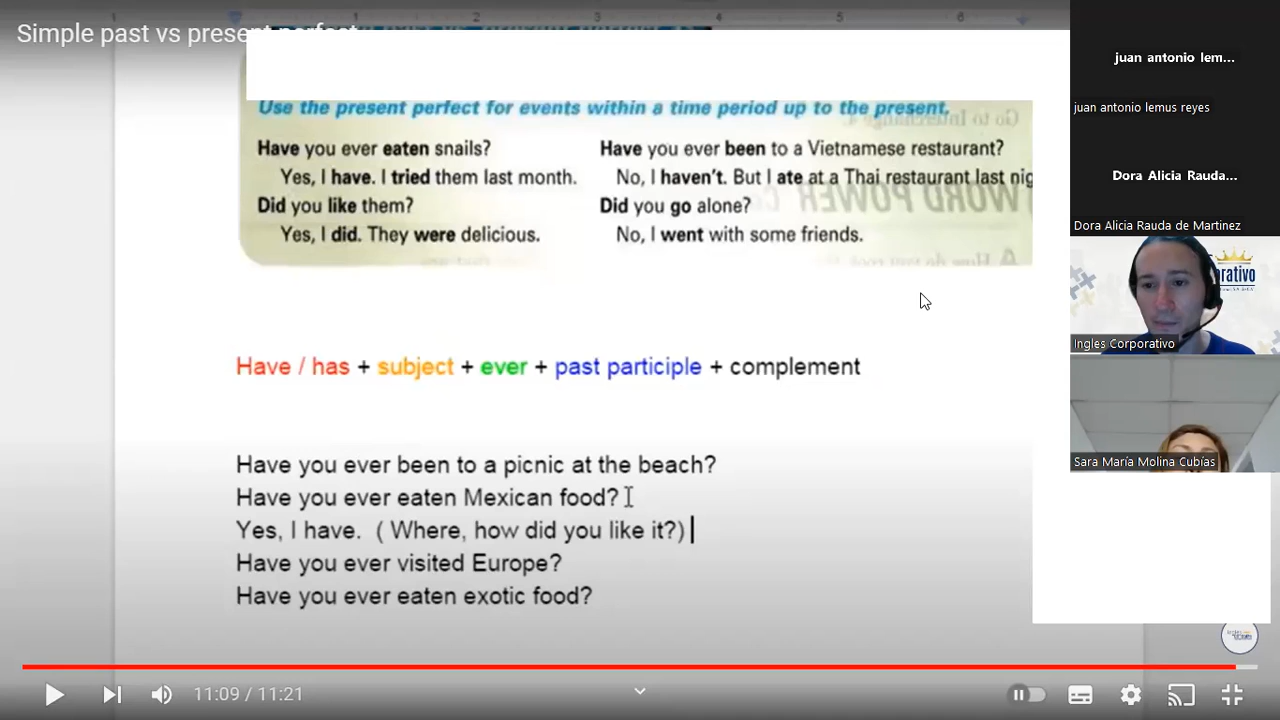 Simple past vs present perfect
juan antonio lem...
juan antonio lemus reyes
Dora Alicia Rauda...
Dora Alicia Rauda de Martinez
Ingles Corporativo
Sara María Molina Cubías
Use the present perfect for events within a time period up to the present.
Have you ever eaten snails?
Yes, I have. I tried them last month.
Did you like them?
Yes, I did. They were delicious.
Have you ever been to a Vietnamese restaurant?
No, I haven't. But I ate at a Thai restaurant last nig
Did you go alone?
No, I went with some friends.
Have / has + subject + ever + past participle + complement
Have you ever been to a picnic at the beach?
Have you ever eaten Mexican food?
Yes, I have. ( Where, how did you like it?)
Have you ever visited Europe?
Have you ever eaten exotic food?
11:09 / 11:21